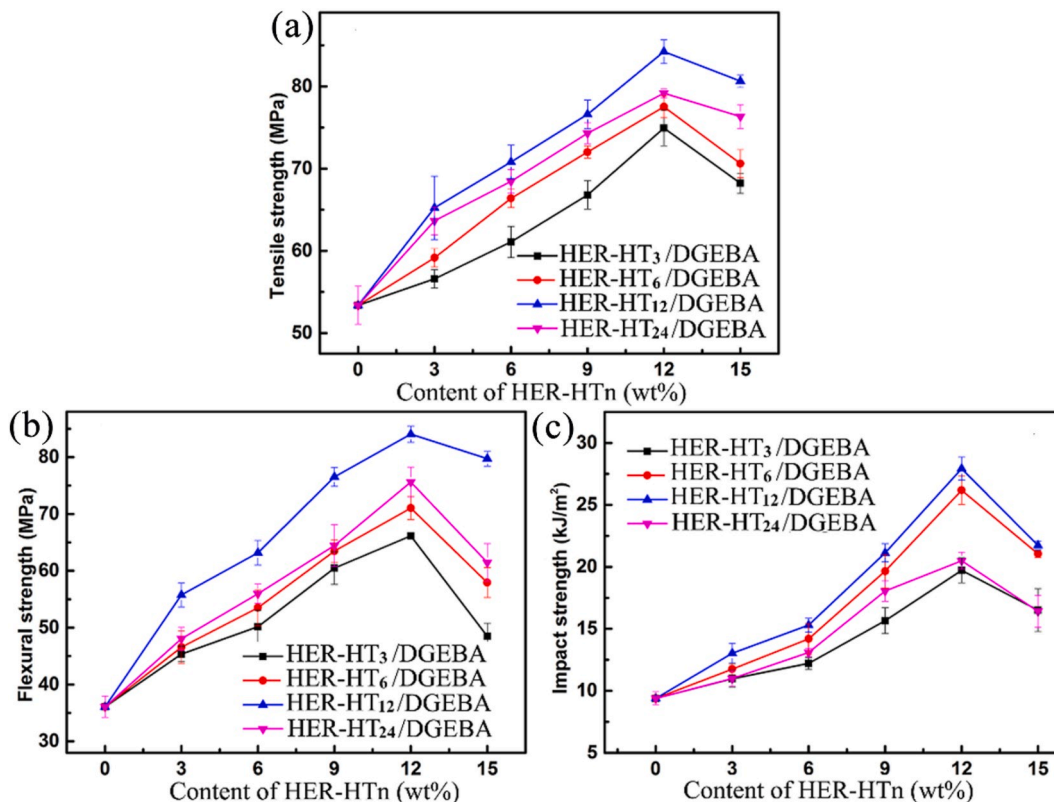 (a)
Tensile strength (MPa)
80
70
60
50
HER-HT3/DGEBA
HER-HT6/DGEBA
HER-HT12/DGEBA
HER-HT24/DGEBA
0 3 6 9 12 15
Content of HER-HTn (wt%)
(b)
Flexural strength (MPa)
80
70
60
50
40
30
HER-HT3/DGEBA
HER-HT6/DGEBA
HER-HT12/DGEBA
HER-HT24/DGEBA
0 3 6 9 12 15
Content of HER-HTn (wt%)
(c)
Impact strength (kJ/m²)
30
25
20
15
10
5
HER-HT3/DGEBA
HER-HT6/DGEBA
HER-HT12/DGEBA
HER-HT24/DGEBA
0 3 6 9 12 15
Content of HER-HTn (wt%)